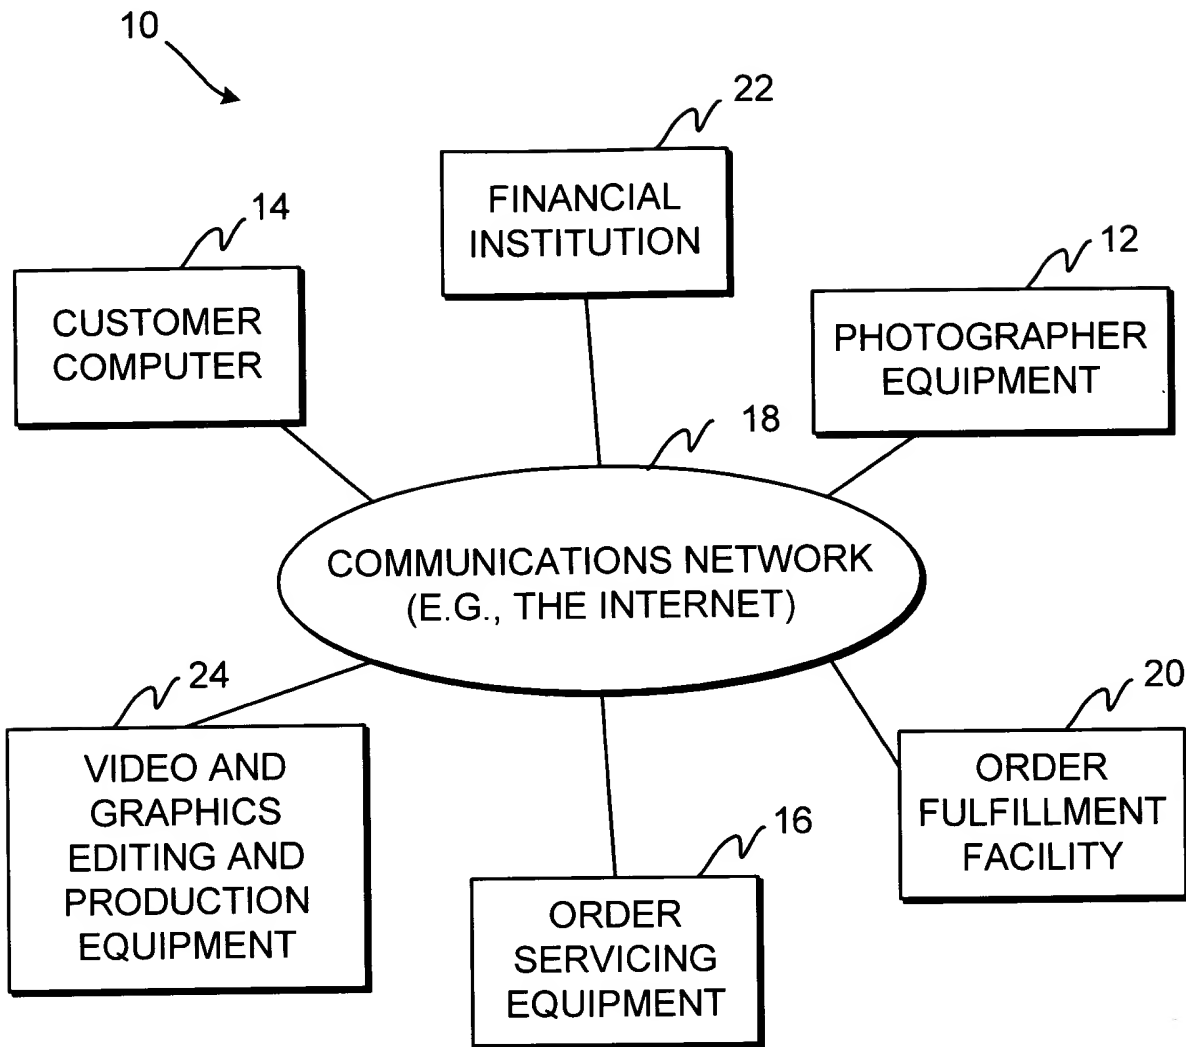 10
22
FINANCIAL
INSTITUTION
14
CUSTOMER
COMPUTER
12
PHOTOGRAPHER
EQUIPMENT
18
COMMUNICATIONS NETWORK
(E.G., THE INTERNET)
24
VIDEO AND
GRAPHICS
EDITING AND
PRODUCTION
EQUIPMENT
16
ORDER
SERVICING
EQUIPMENT
20
ORDER
FULFILLMENT
FACILITY